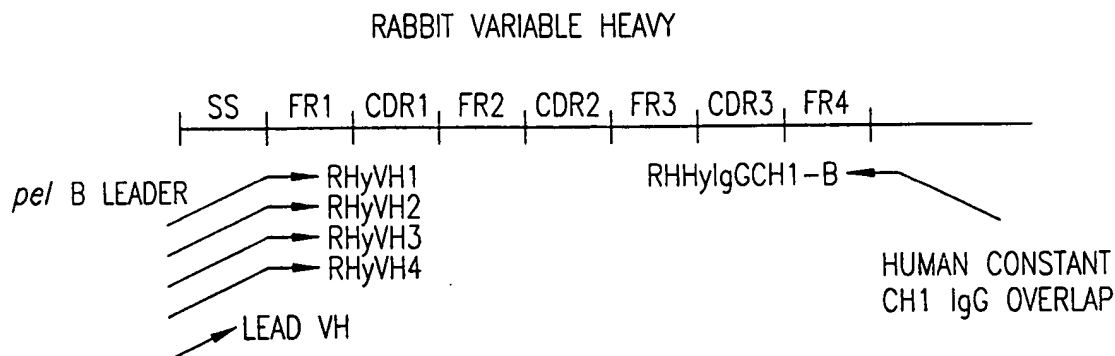 RABBIT VARIABLE HEAVY
SS FR1 CDR1 FR2 CDR2 FR3 CDR3 FR4
pel B LEADER
RHyVH1
RHyVH2
RHyVH3
RHyVH4
LEAD VH
RHHyIgGCH1-B
HUMAN CONSTANT
CH1 IgG OVERLAP